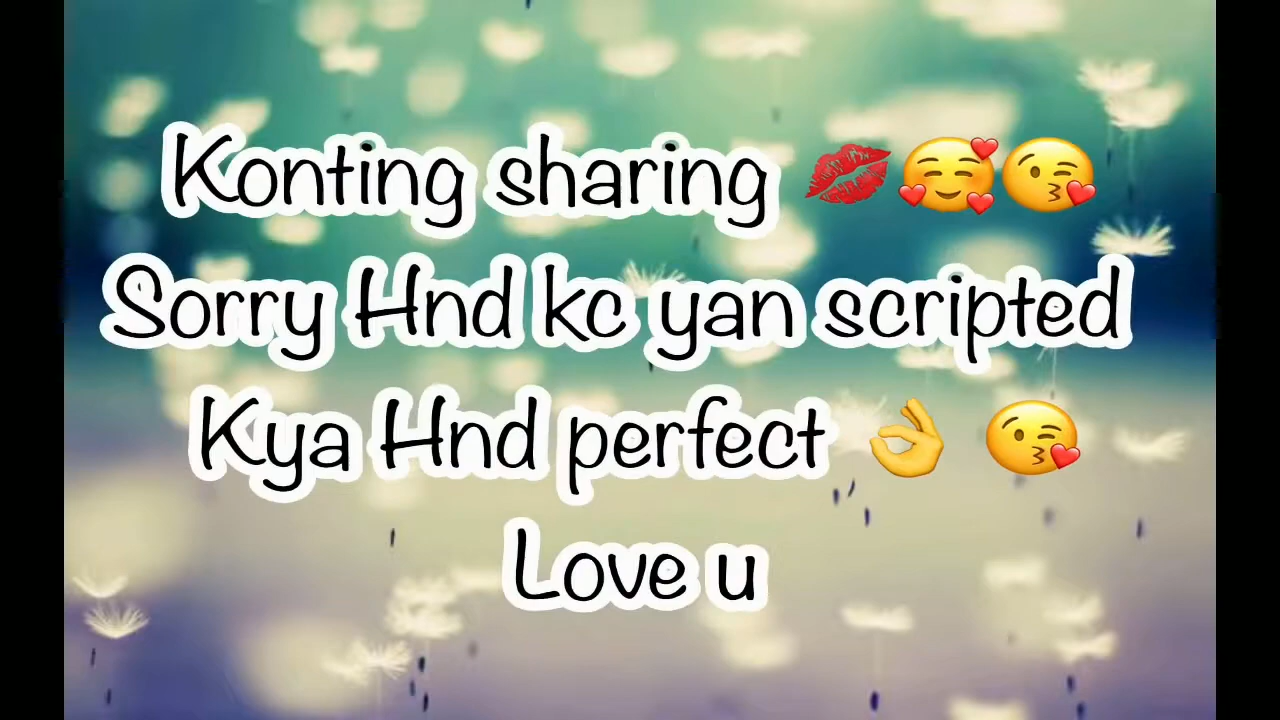 Konting sharing 💋🥰😘
Sorry Hnd kc yan scripted
Kya Hnd perfect 👌 😘
Love u